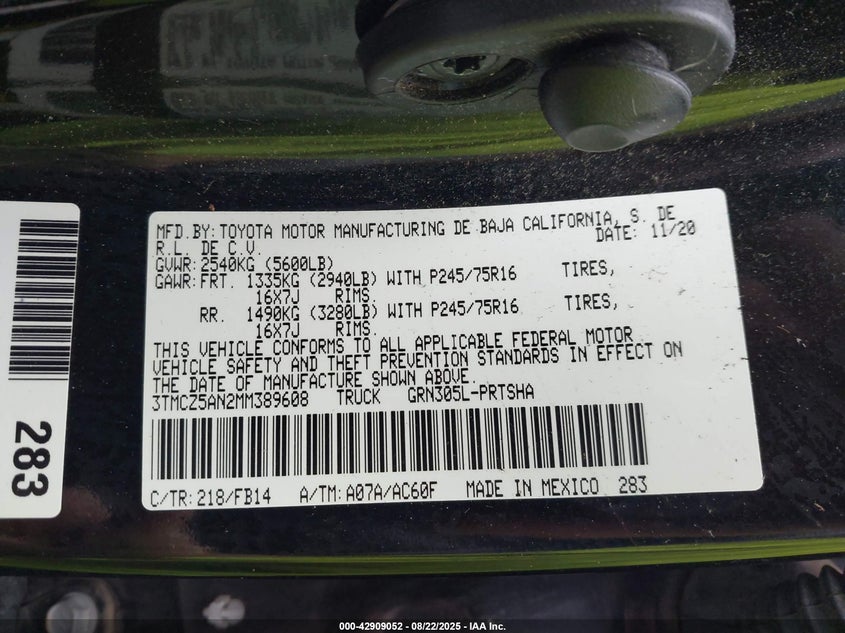 MFD.BY: TOYOTA MOTOR MANUFACTURING DE BAJA CALIFORNIA, S. DE
R.L. DE C.V. DATE: 11/20
GVWR: 2540KG (5600LB)
GAWR: FRT. 1335KG (2940LB) WITH P245/75R16 TIRES,
16X7J RIMS.
RR. 1490KG (3280LB) WITH P245/75R16 TIRES,
16X7J RIMS.
THIS VEHICLE CONFORMS TO ALL APPLICABLE FEDERAL MOTOR
VEHICLE SAFETY AND THEFT PREVENTION STANDARDS IN EFFECT ON
THE DATE OF MANUFACTURE SHOWN ABOVE.
3TMCZ5AN2MM389608 TRUCK GRN305L-PRTSHA
C/TR: 218/FB14 A/TM: A07A/AC60F MADE IN MEXICO 283
283
000-42909052 - 08/22/2025 - IAA Inc.